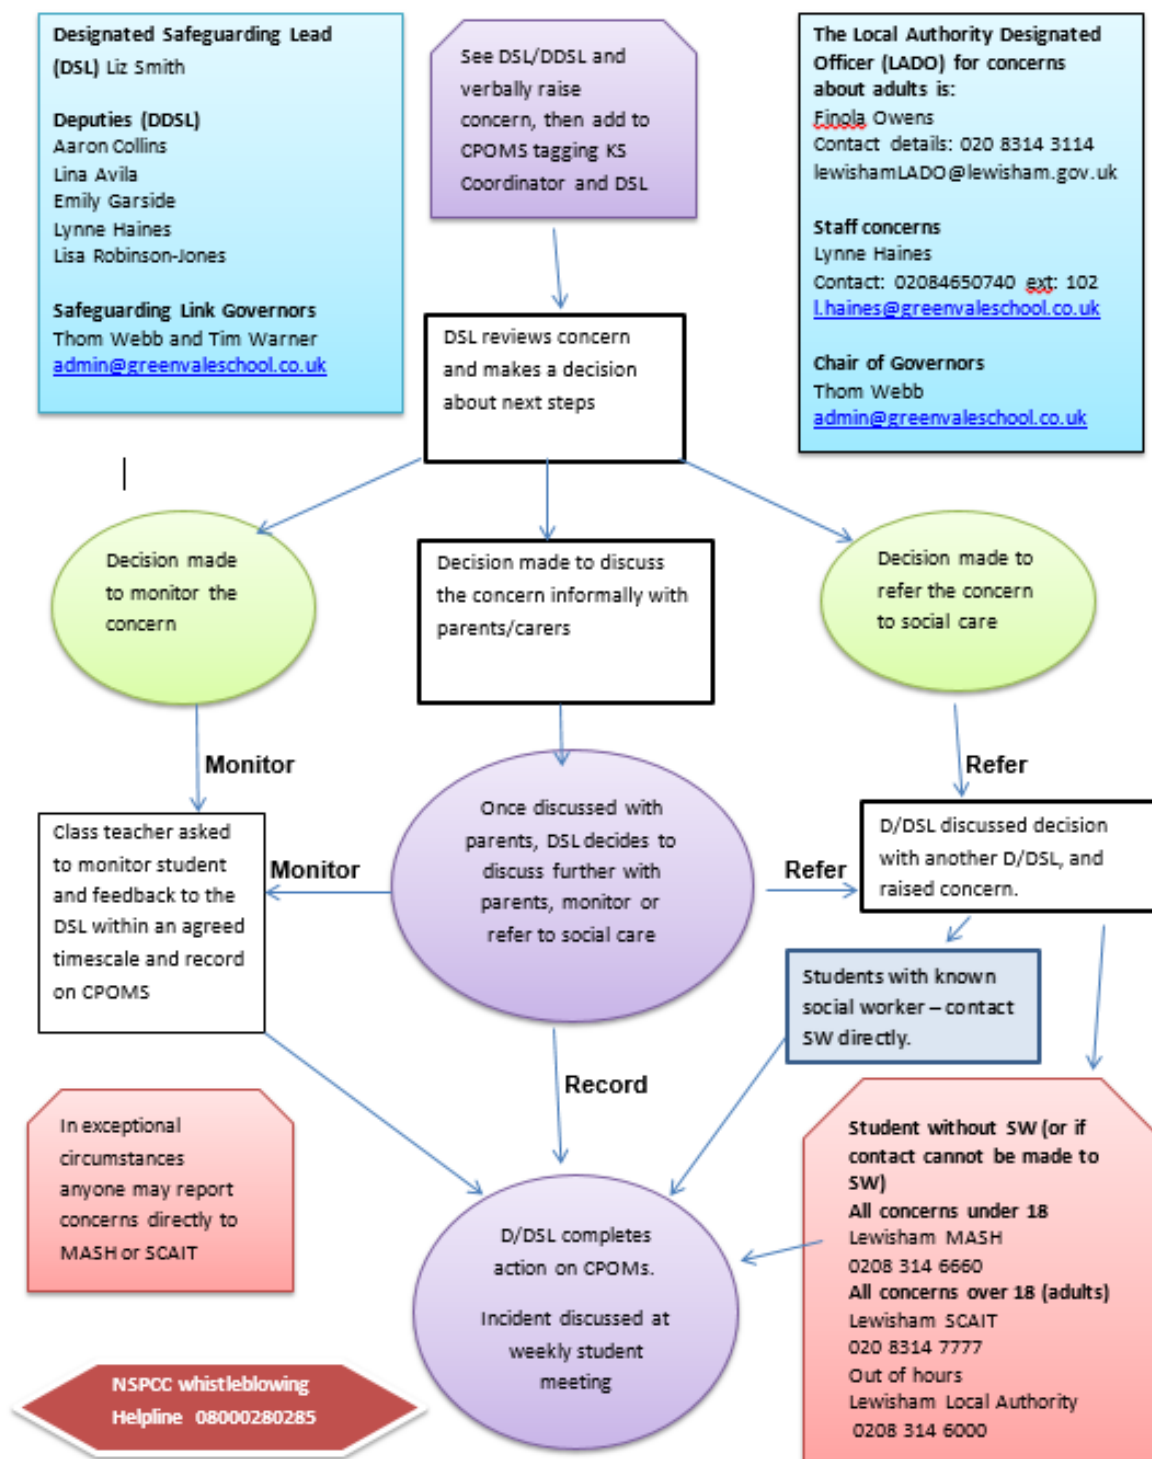 Designated Safeguarding Lead
(DSL) Liz Smith
Deputies (DDSL)
Aaron Collins
Lina Avila
Emily Garside
Lynne Haines
Lisa Robinson-Jones
Safeguarding Link Governors
Thom Webb and Tim Warner
admin@greenvaleschool.co.uk
See DSL/DDSL and
verbally raise
concern, then add to
CPOMS tagging KS
Coordinator and DSL
The Local Authority Designated
Officer (LADO) for concerns
about adults is:
Finola Owens
Contact details: 020 8314 3114
lewishamLADO@lewisham.gov.uk
Staff concerns
Lynne Haines
Contact: 02084650740 ext: 102
l.haines@greenvaleschool.co.uk
Chair of Governors
Thom Webb
admin@greenvaleschool.co.uk
DSL reviews concern
and makes a decision
about next steps
Decision made
to monitor the
concern
Decision made to discuss
the concern informally with
parents/carers
Decision made to
refer the concern
to social care
Monitor
Refer
Class teacher asked
to monitor student
and feedback to the
DSL within an agreed
timescale and record
on CPOMS
Monitor
Once discussed with
parents, DSL decides to
discuss further with
parents, monitor or
refer to social care
Refer
D/DSL discussed decision
with another D/DSL, and
raised concern.
Students with known
social worker – contact
SW directly.
Record
In exceptional
circumstances
anyone may report
concerns directly to
MASH or SCAIT
D/DSL completes
action on CPOMs.
Incident discussed at
weekly student
meeting
Student without SW (or if
contact cannot be made to
SW)
All concerns under 18
Lewisham MASH
0208 314 6660
All concerns over 18 (adults)
Lewisham SCAIT
020 8314 7777
Out of hours
Lewisham Local Authority
0208 314 6000
NSPCC whistleblowing
Helpline 08000280285